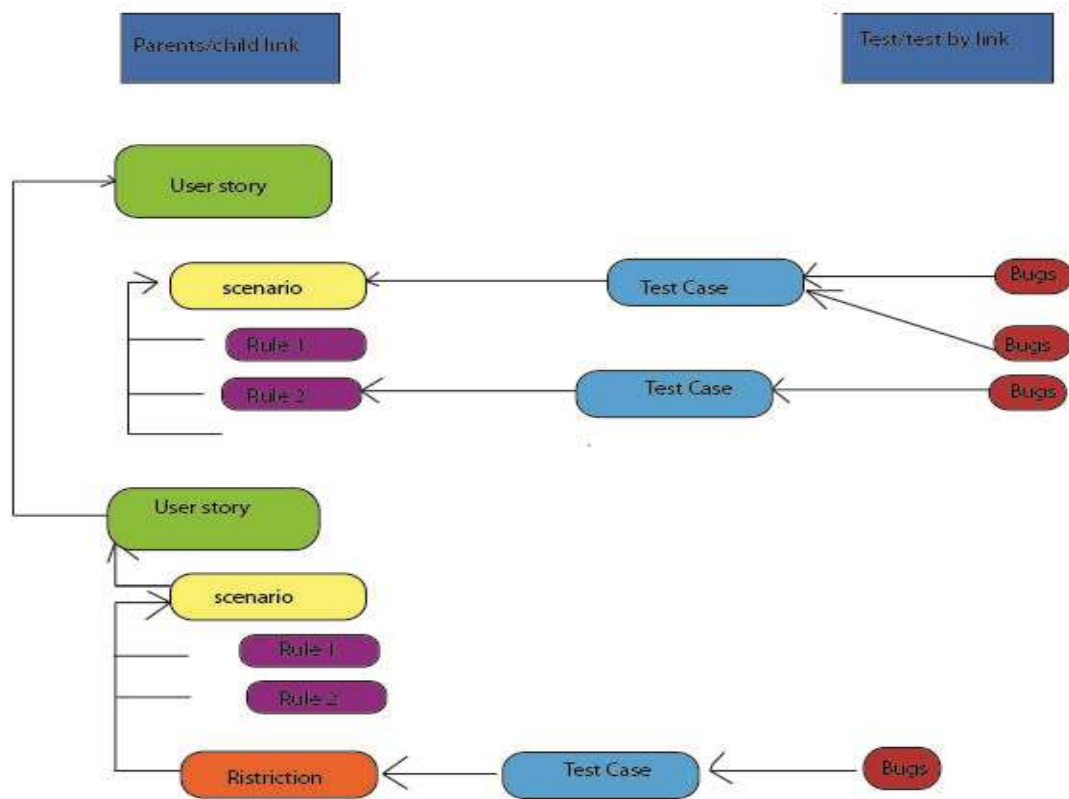 Parents/child link
Test/test by link
User story
scenario
Test Case
Bugs
Rule 1
Bugs
Rule 2
Test Case
Bugs
User story
scenario
Rule 1
Rule 2
Ristriction
Test Case
Bugs